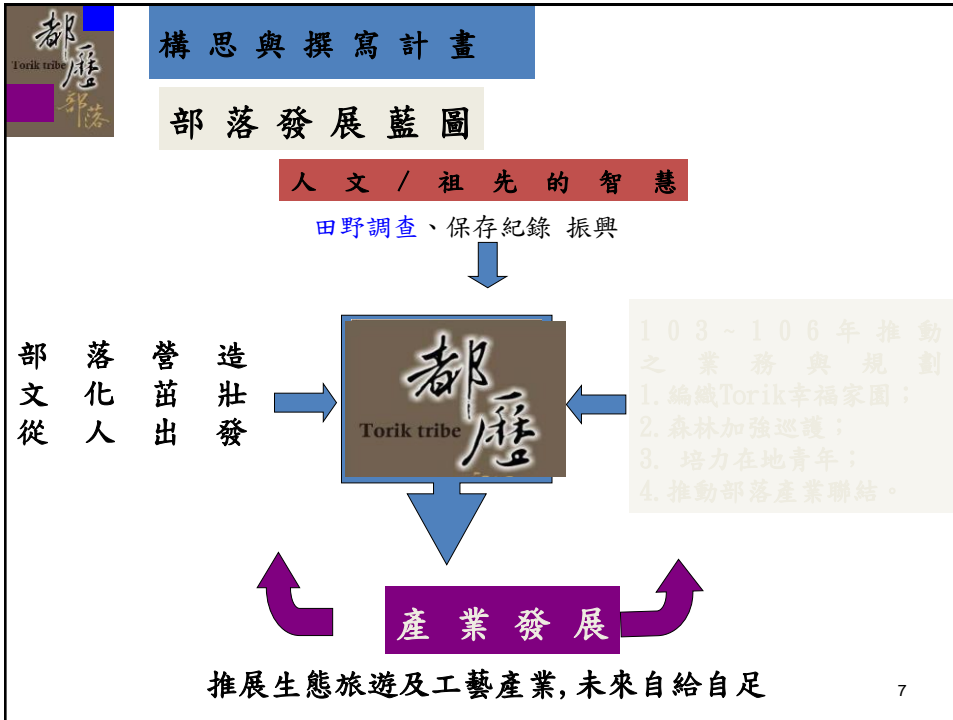 都歷
Torik tribe
部落
構思與撰寫計畫
部落發展藍圖
人文/祖先的智慧
田野調查、保存紀錄 振興
部落營造
文化茁壯
從人出發
都歷
Torik tribe
103~106年推動
之業務與規劃
1.編織Torik幸福家園；
2.森林加強巡護；
3. 培力在地青年；
4.推動部落產業聯結。
產業發展
推展生態旅遊及工藝產業,未來自給自足
7